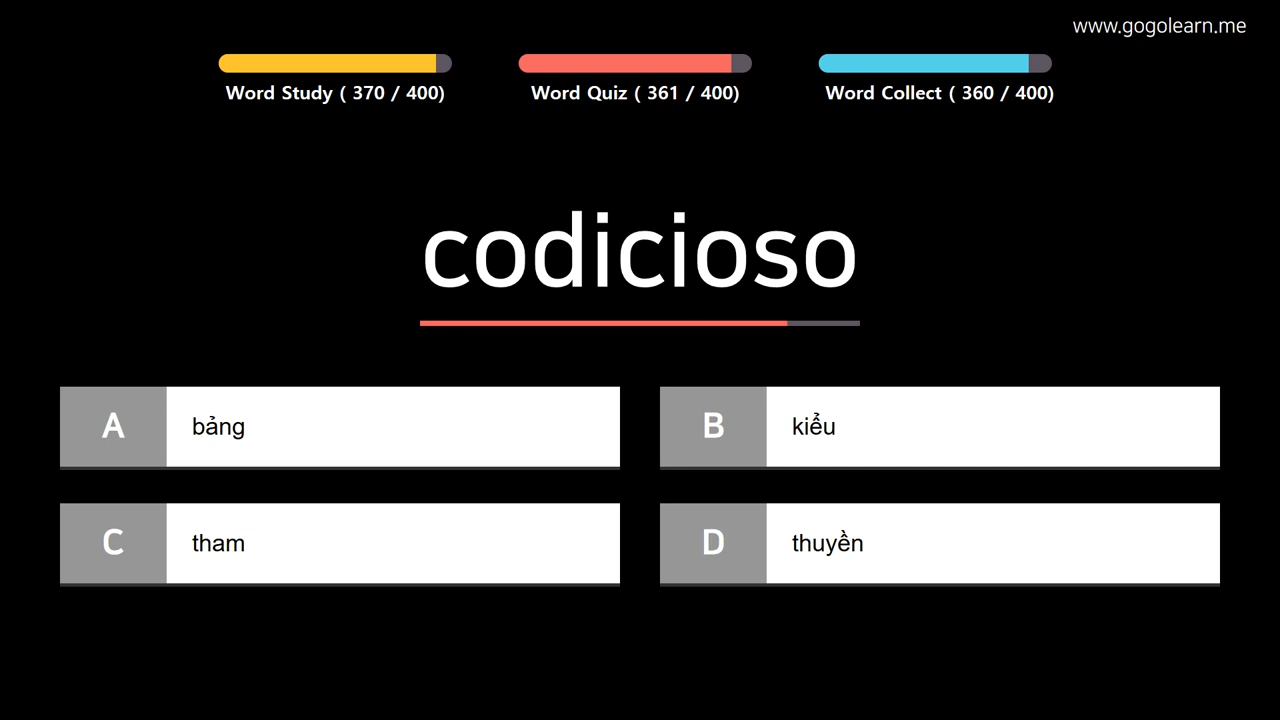 www.gogolearn.me
Word Study ( 370 / 400)
Word Quiz ( 361 / 400)
Word Collect ( 360 / 400)
codicioso
A bảng
B kiểu
C tham
D thuyền